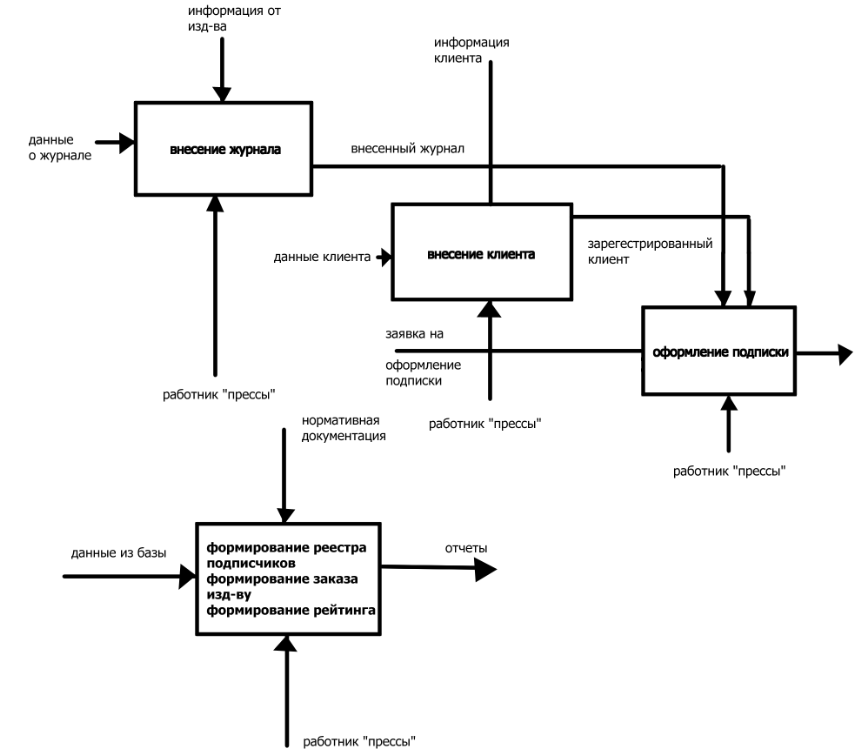 информация от
изд-ва
информация
клиента
данные
о журнале
внесение журнала
внесенный журнал
данные клиента
внесение клиента
зарегестрированный
клиент
заявка на
оформление
подписки
оформление подписки
работник "прессы"
работник "прессы"
работник "прессы"
нормативная
документация
данные из базы
формирование реестра
подписчиков
формирование заказа
изд-ву
формирование рейтинга
отчеты
работник "прессы"